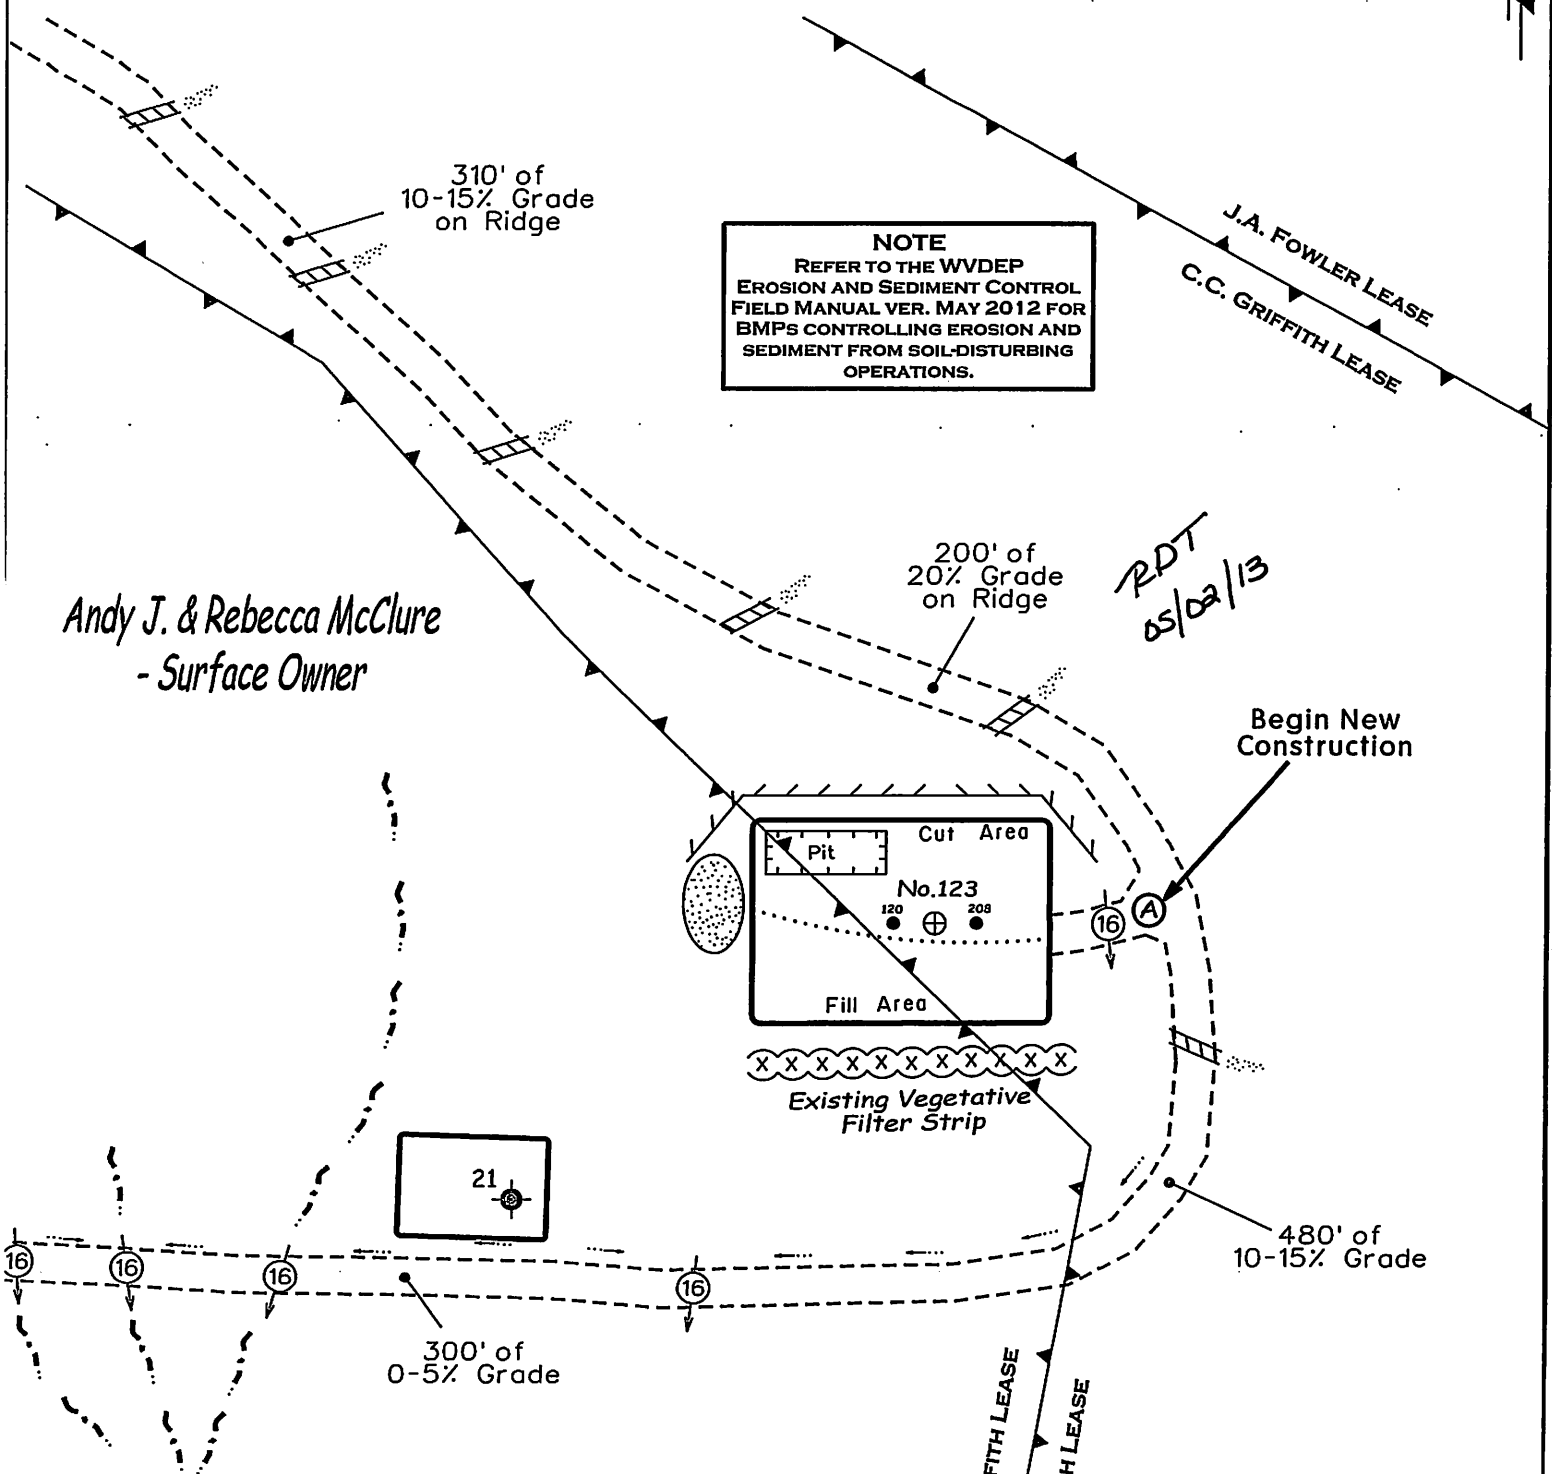 310' of
10-15% Grade
on Ridge
NOTE
REFER TO THE WVDEP
EROSION AND SEDIMENT CONTROL
FIELD MANUAL VER. MAY 2012 FOR
BMPS CONTROLLING EROSION AND
SEDIMENT FROM SOIL-DISTURBING
OPERATIONS.
J.A. FOWLER LEASE
C.C. GRIFFITH LEASE
200' of
20% Grade
on Ridge
RDT
05/02/13
Andy J. & Rebecca McClure
- Surface Owner
Begin New
Construction
Cut Area
Pit
No.123
120
208
16
A
Fill Area
X X X X X X X X X X X
Existing Vegetative
Filter Strip
21
480' of
10-15% Grade
16
16
16
16
300' of
0-5% Grade
LEASE
LEASE